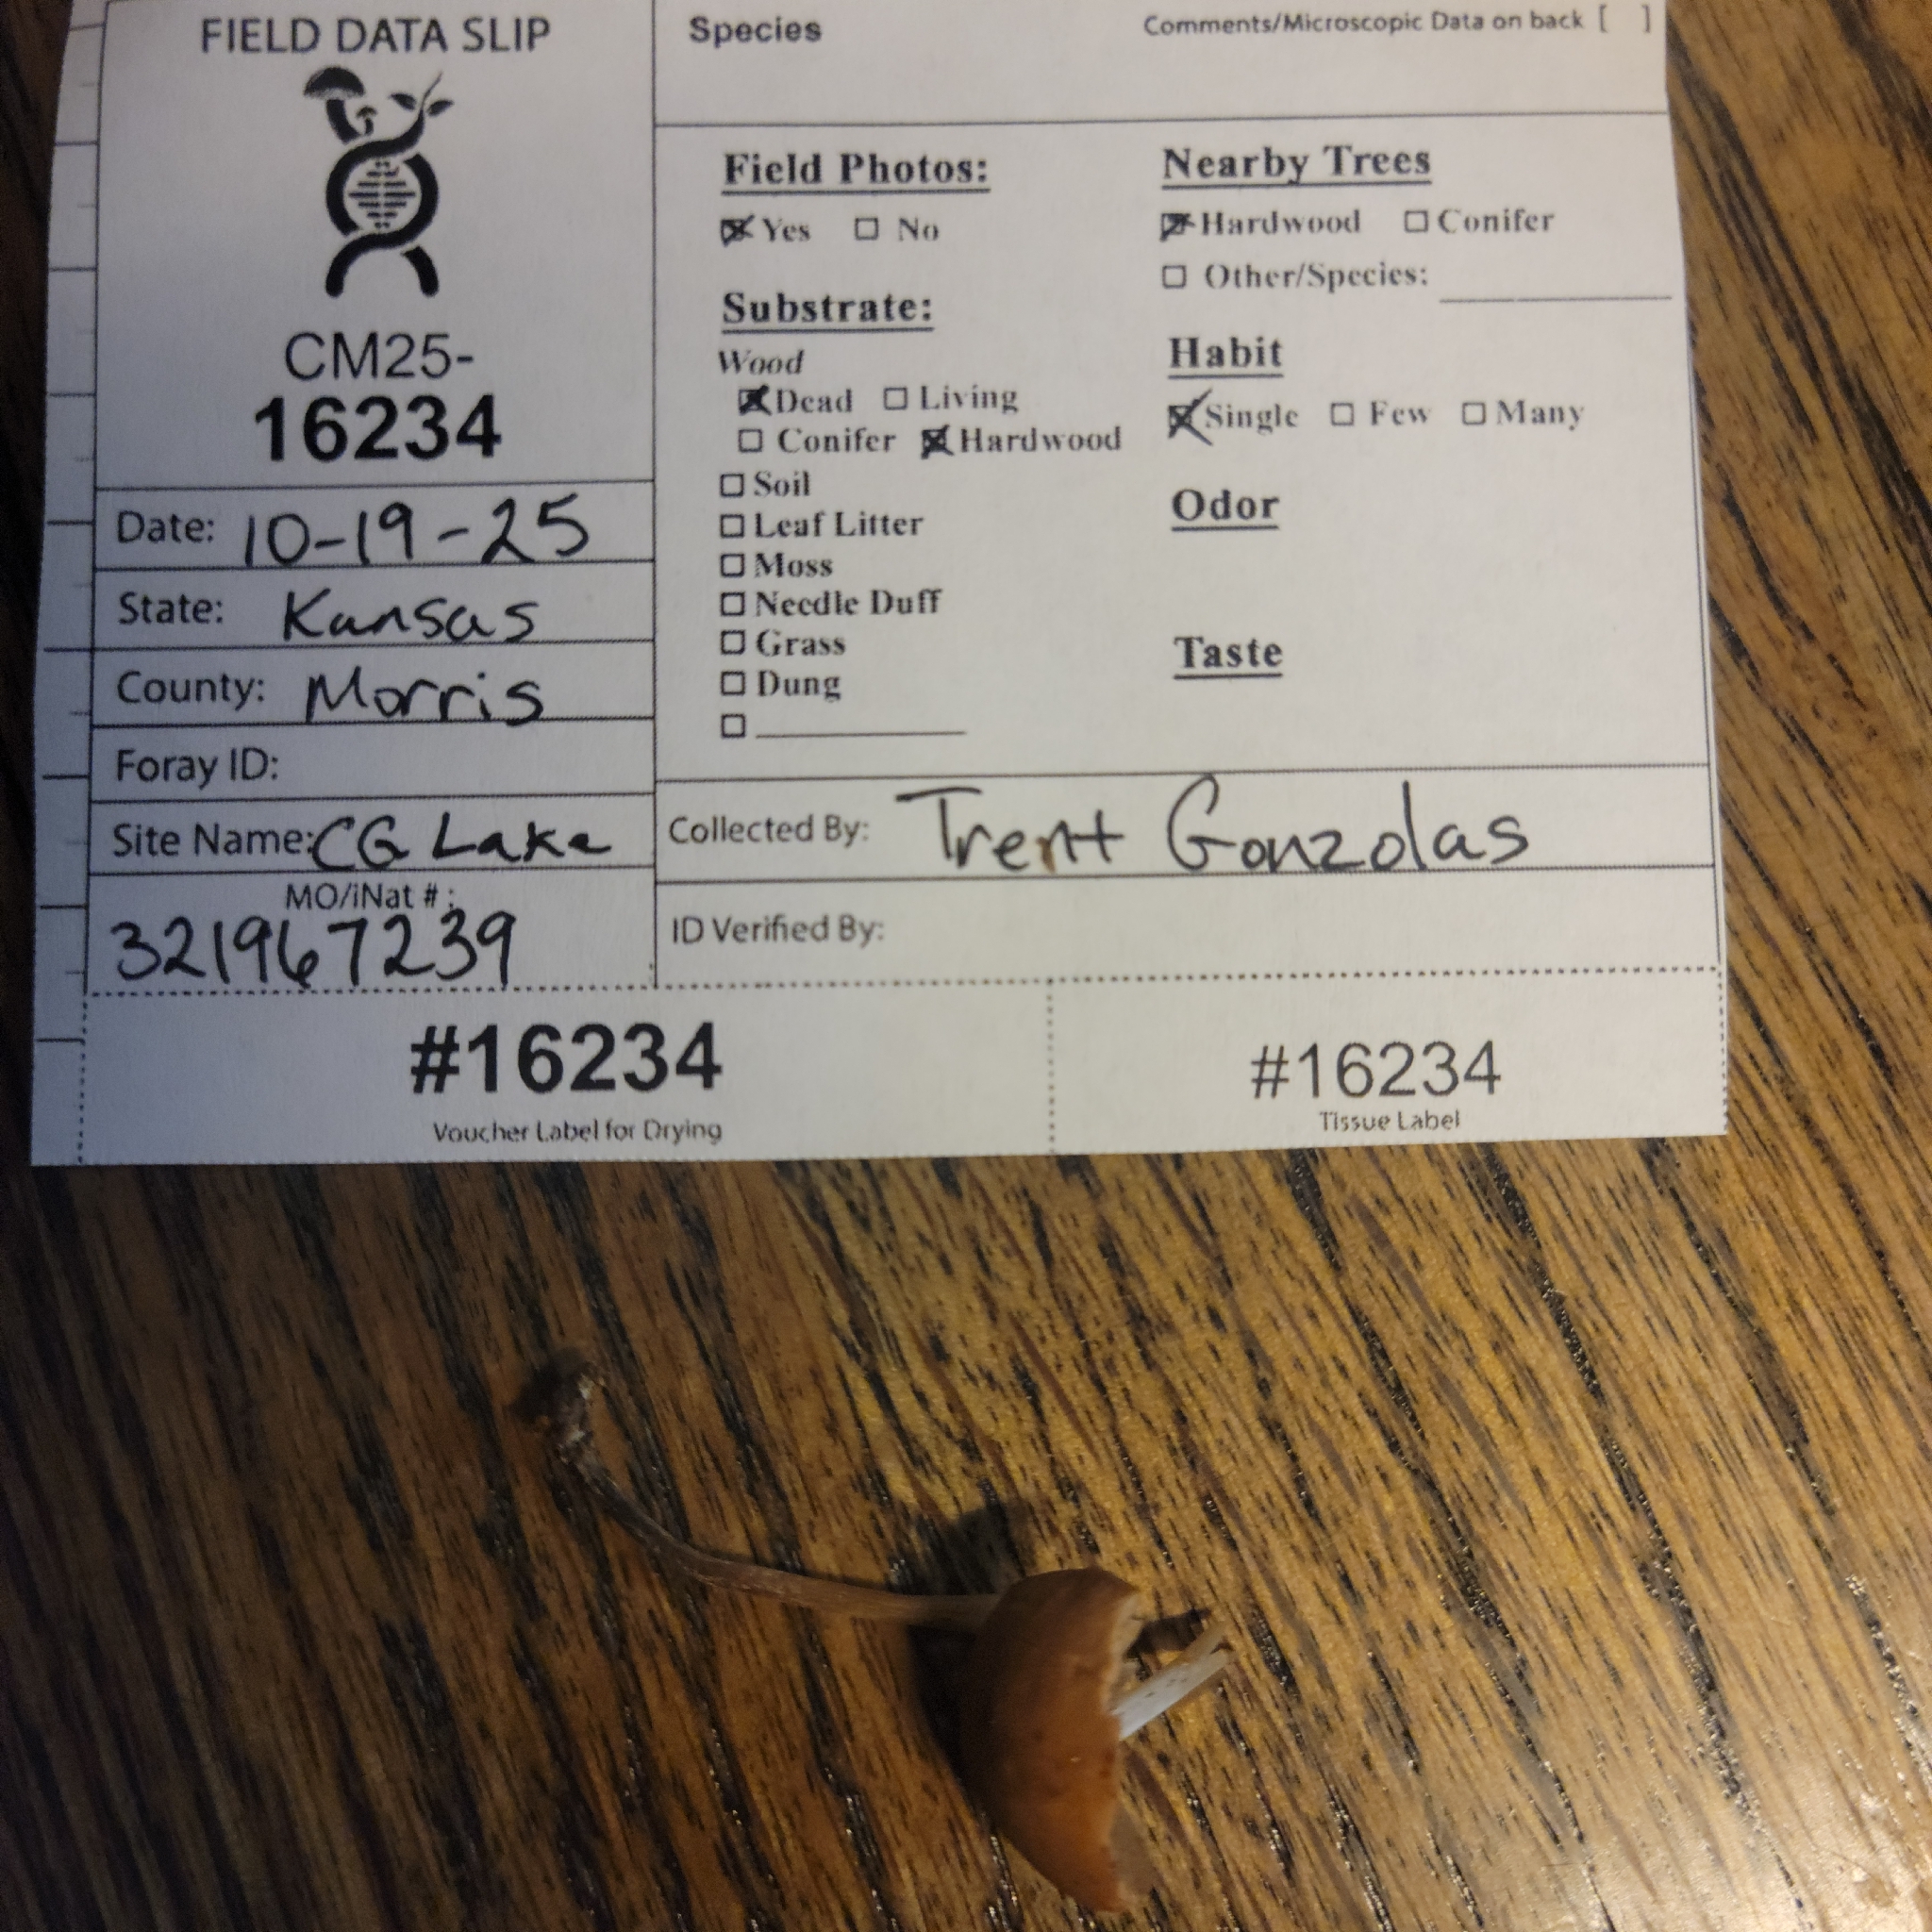 FIELD DATA SLIP
CM25-
16234
Date: 10-19-25
State: Kansas
County: Morris
Foray ID:
Site Name: CG Lake
MO/iNat #:
321967239
Species
Comments/Microscopic Data on back [ ]
Field Photos:
Yes No
Substrate:
Wood
Dead Living
Conifer Hardwood
Soil
Leaf Litter
Moss
Needle Duff
Grass
Dung
Nearby Trees
Hardwood Conifer
Other/Species:
Habit
Single Few Many
Odor
Taste
Collected By: Trent Gonzolas
ID Verified By:
#16234
Voucher Label for Drying
#16234
Tissue Label